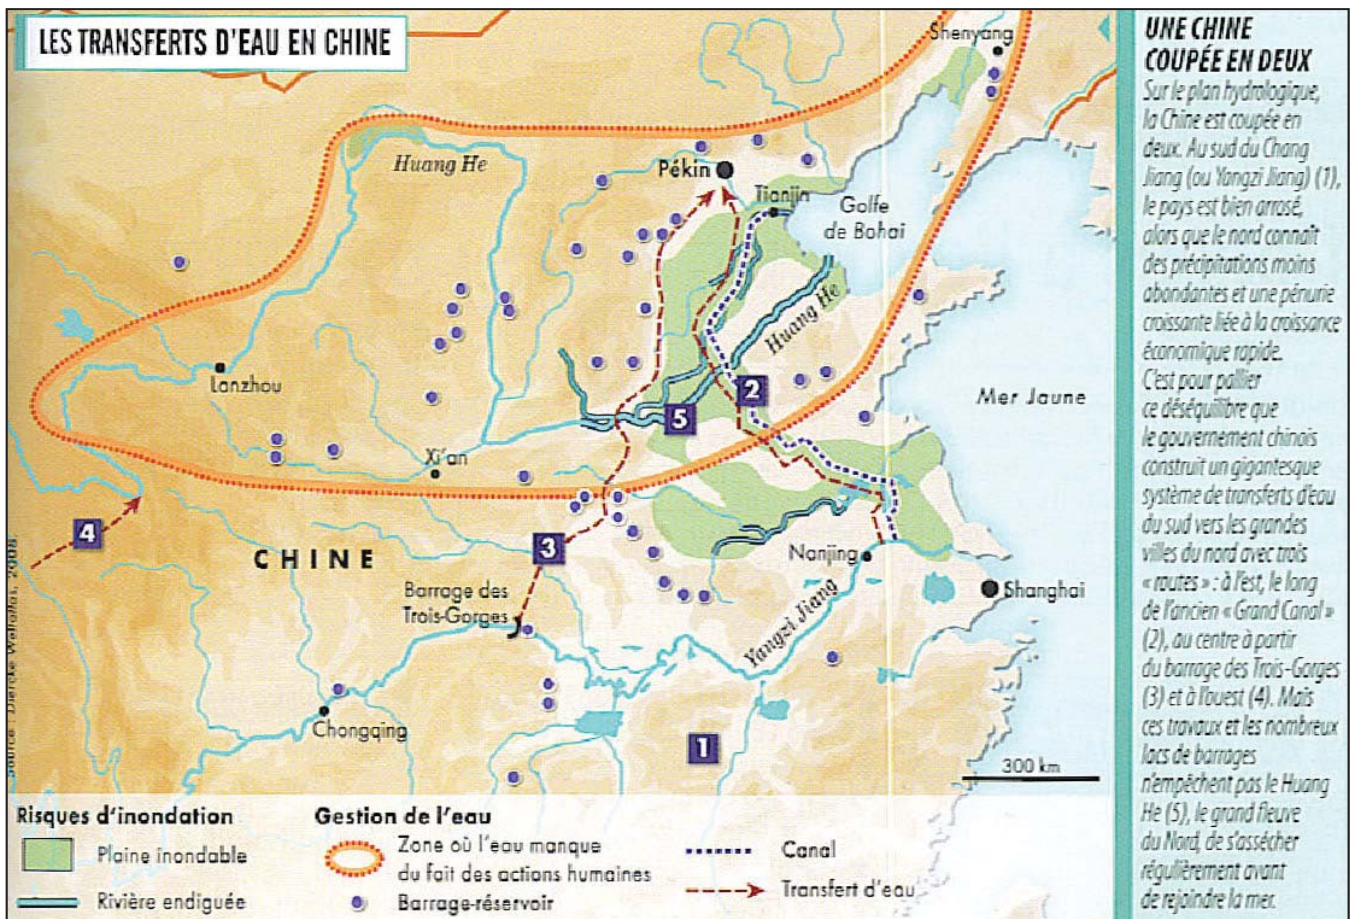 LES TRANSFERTS D'EAU EN CHINE
Shenyang
Huang He
Pékin
Tianjin
Golfe
de Bohai
Huang He
Lanzhou
2
Mer Jaune
5
Xi'an
4
CHINE
3
Nanjing
Barrage des
Trois-Gorges
Shanghai
Yangzi Jiang
Chongqing
1
300 km
Source : Diercke Weltatlas, 2008
Risques d'inondation
Plaine inondable
Rivière endiguée
Gestion de l'eau
Zone où l'eau manque
du fait des actions humaines
Barrage-réservoir
Canal
Transfert d'eau
UNE CHINE
COUPÉE EN DEUX
Sur le plan hydrologique,
la Chine est coupée en
deux. Au sud du Chang
Jiang (ou Yangzi Jiang) (1),
le pays est bien arrosé,
alors que le nord connaît
des précipitations moins
abondantes et une pénurie
croissante liée à la croissance
économique rapide.
C'est pour pallier
ce déséquilibre que
le gouvernement chinois
construit un gigantesque
système de transferts d'eau
du sud vers les grandes
villes du nord avec trois
« routes » : à l'est, le long
de l'ancien « Grand Canal »
(2), au centre à partir
du barrage des Trois-Gorges
(3) et à l'ouest (4). Mais
ces travaux et les nombreux
lacs de barrages
n'empêchent pas le Huang
He (5), le grand fleuve
du Nord, de s'assécher
régulièrement avant
de rejoindre la mer.